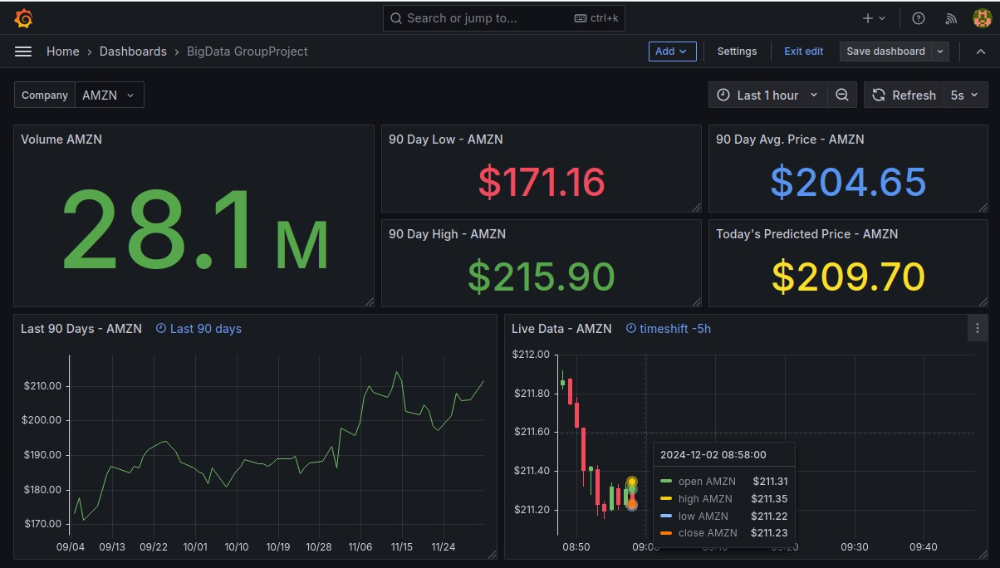 Search or jump to... ctrl+k
Home › Dashboards › BigData GroupProject
Add Settings Exit edit Save dashboard
Company AMZN
Last 1 hour Refresh 5s
Volume AMZN
28.1 M
90 Day Low - AMZN
$171.16
90 Day Avg. Price - AMZN
$204.65
90 Day High - AMZN
$215.90
Today's Predicted Price - AMZN
$209.70
Last 90 Days - AMZN Last 90 days
$210.00
$200.00
$190.00
$180.00
$170.00
09/04 09/13 09/22 10/01 10/10 10/19 10/28 11/06 11/15 11/24
Live Data - AMZN timeshift -5h
$212.00
$211.80
$211.60
$211.40
$211.20
2024-12-02 08:58:00
open AMZN $211.31
high AMZN $211.35
low AMZN $211.22
close AMZN $211.23
08:50 09:00 09:10 09:20 09:30 09:40